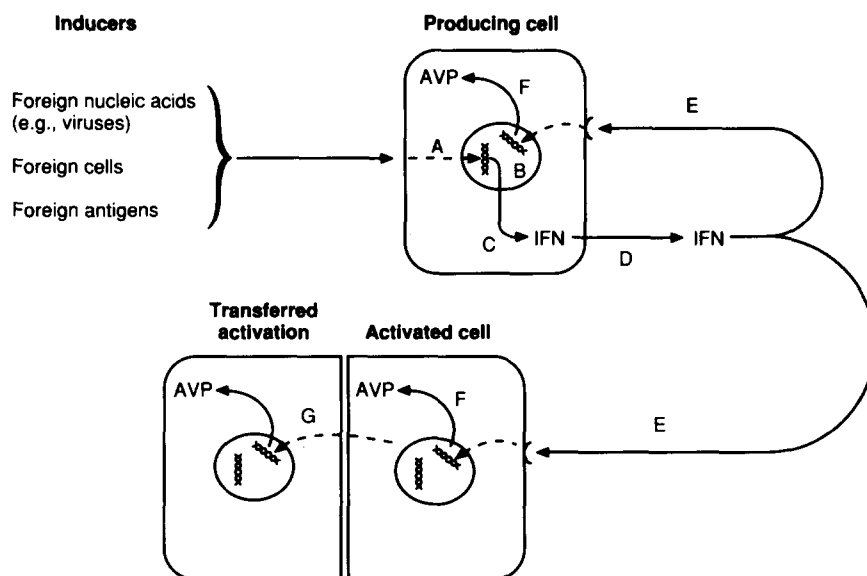 Inducers
Producing cell
Foreign nucleic acids
(e.g., viruses)
Foreign cells
Foreign antigens
AVP
F
E
A
B
C
IFN
D
IFN
Transferred
activation
Activated cell
AVP
G
AVP
F
E